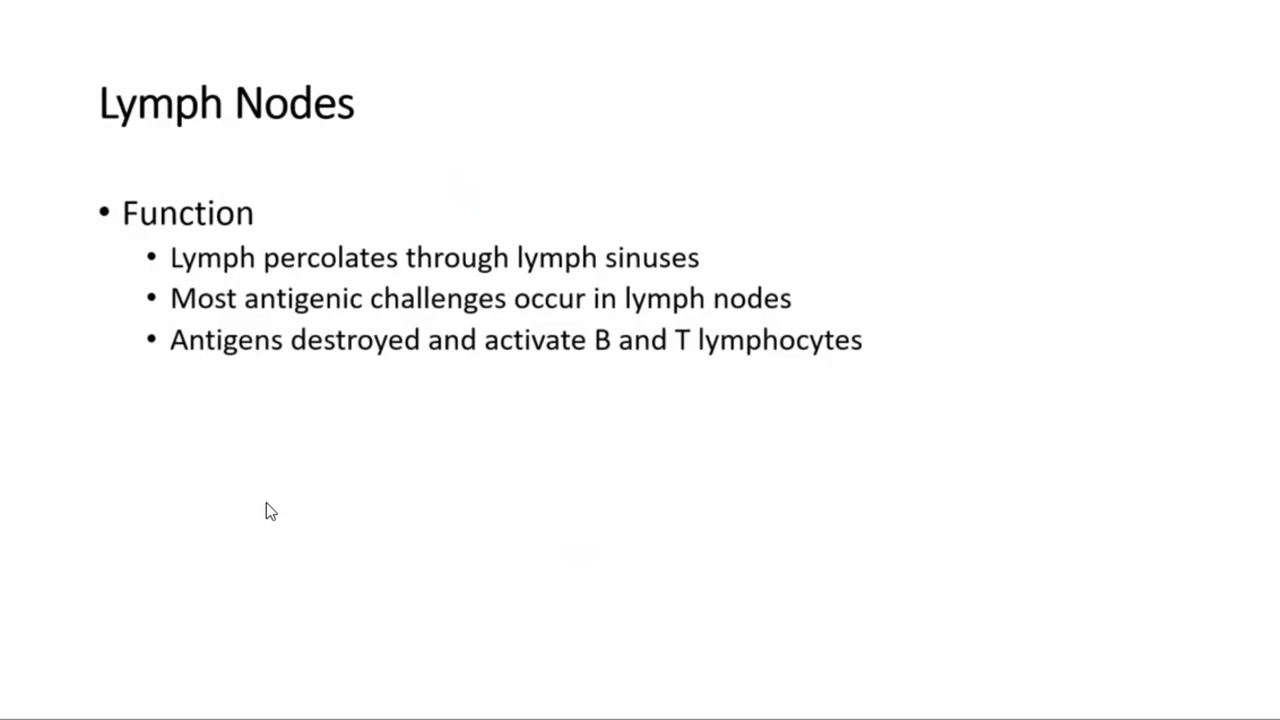 Lymph Nodes
• Function
• Lymph percolates through lymph sinuses
• Most antigenic challenges occur in lymph nodes
• Antigens destroyed and activate B and T lymphocytes